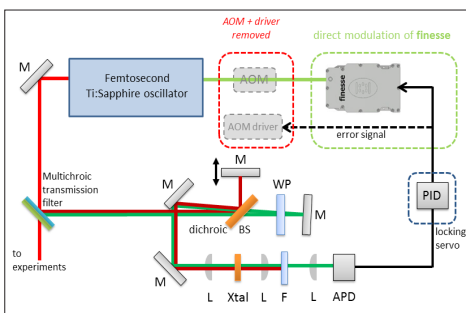 AOM + driver
removed
direct modulation of finesse
M
Femtosecond
Ti:Sapphire oscillator
AOM
finesse
AOM driver
error signal
M
Multichroic
transmission
filter
M
WP
PID
dichroic
BS
M
locking
servo
to
experiments
M
L
Xtal
L
F
L
APD